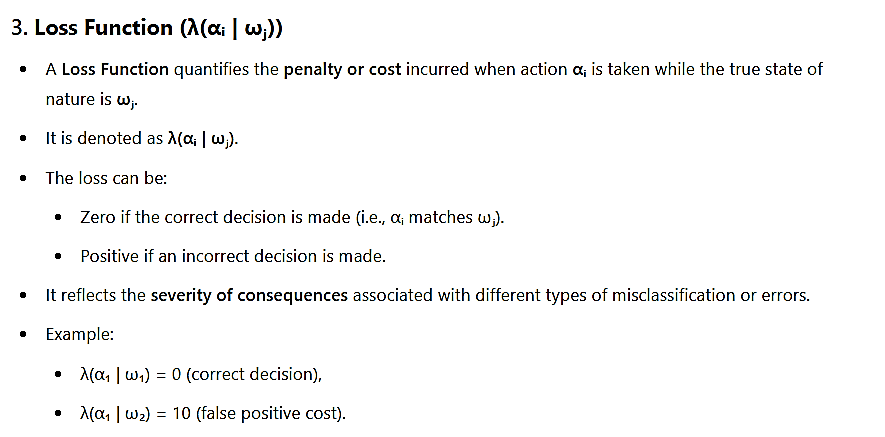 3. Loss Function (λ(αᵢ | ωⱼ))
• A Loss Function quantifies the penalty or cost incurred when action αᵢ is taken while the true state of
nature is ωⱼ.
• It is denoted as λ(αᵢ | ωⱼ).
• The loss can be:
• Zero if the correct decision is made (i.e., αᵢ matches ωⱼ).
• Positive if an incorrect decision is made.
• It reflects the severity of consequences associated with different types of misclassification or errors.
• Example:
• λ(α₁ | ω₁) = 0 (correct decision),
• λ(α₁ | ω₂) = 10 (false positive cost).